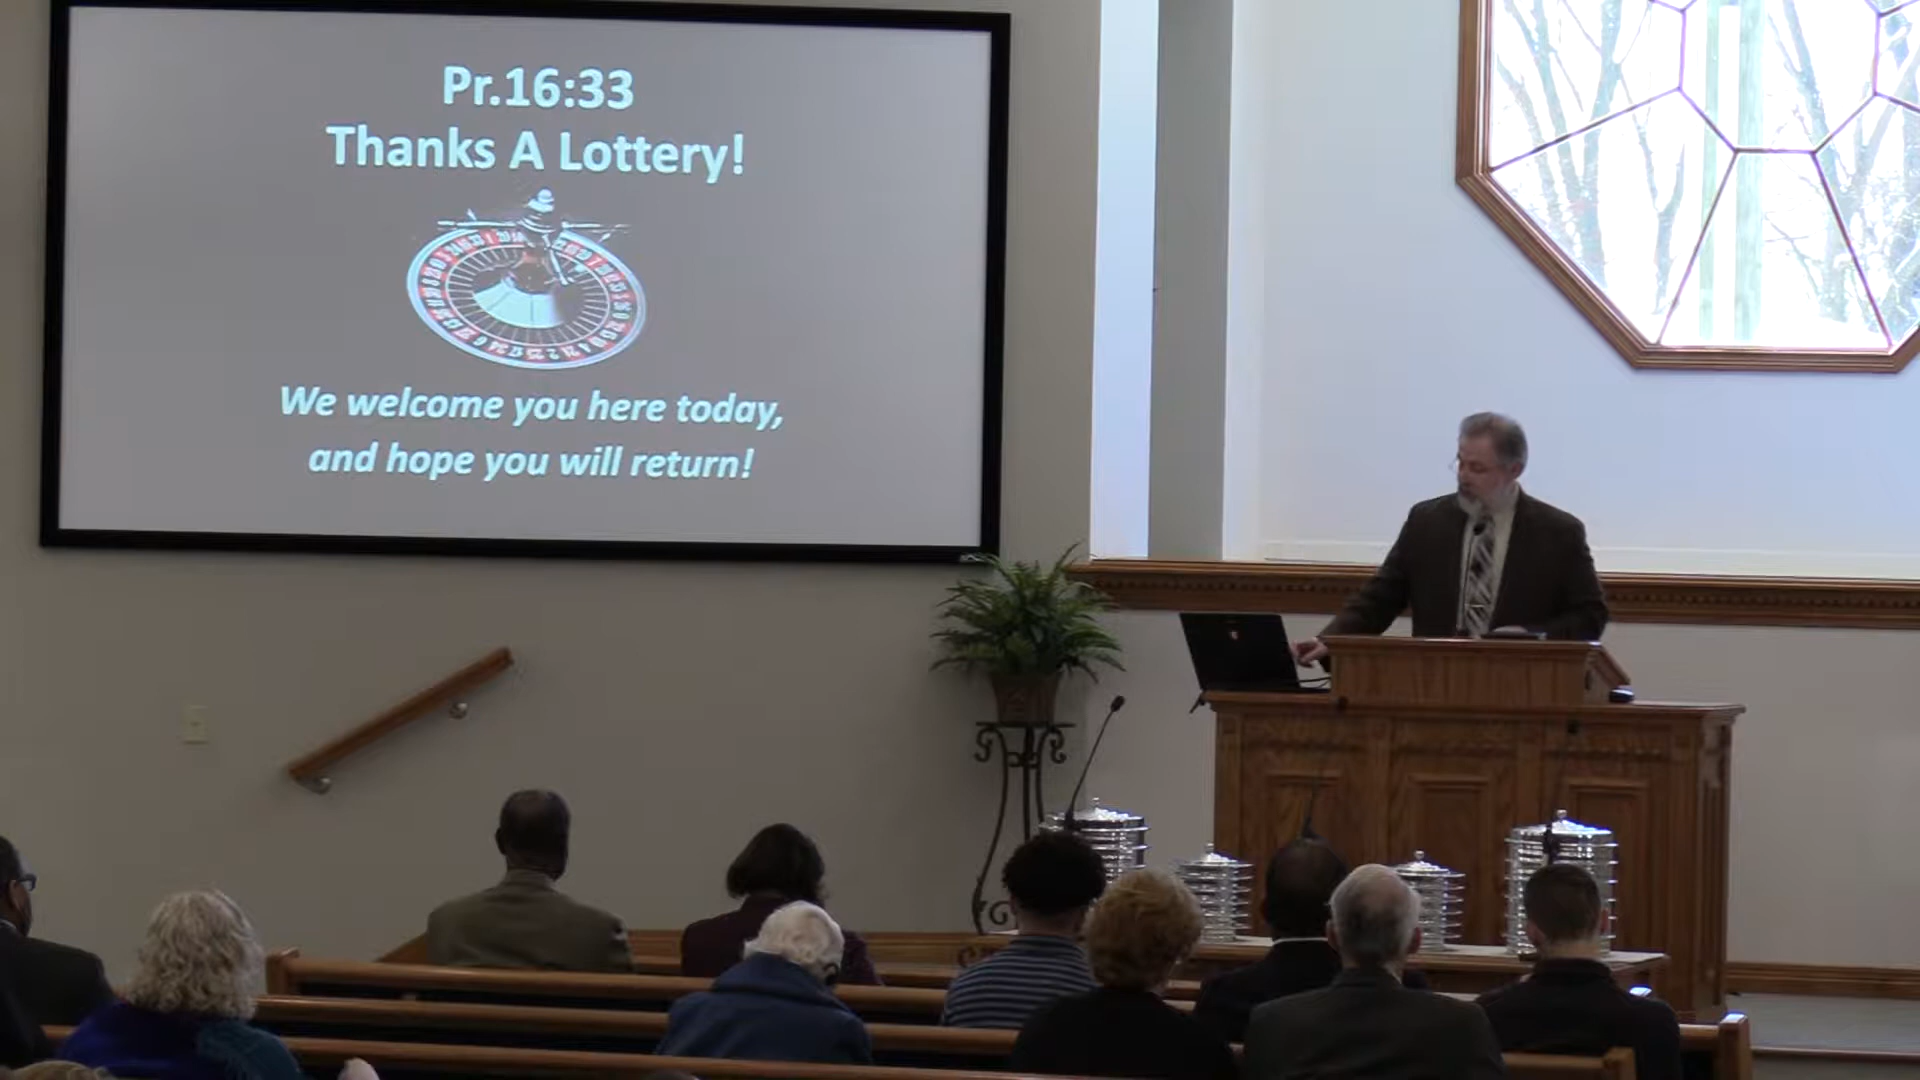 Pr.16:33
Thanks A Lottery!
We welcome you here today,
and hope you will return!